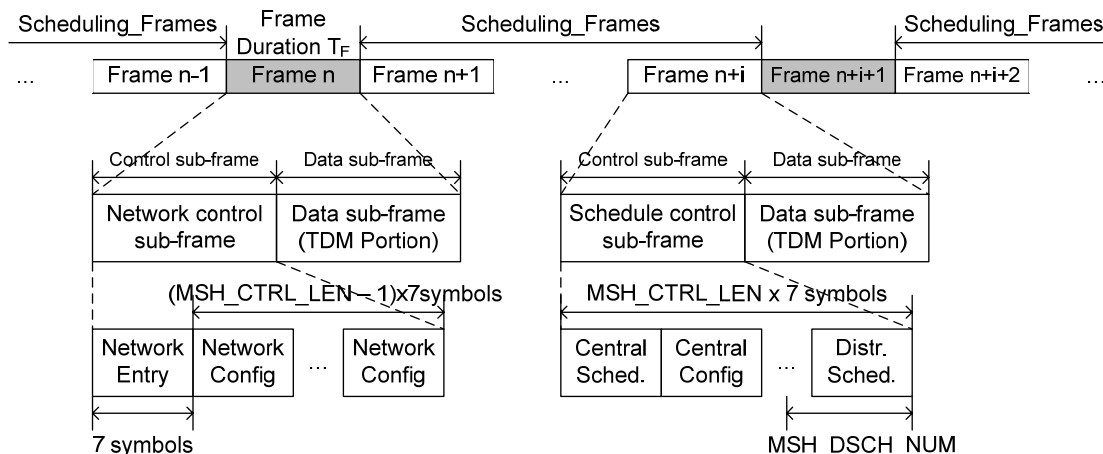 Scheduling_Frames
Frame
Duration TF
Scheduling_Frames
Scheduling_Frames
... Frame n-1 Frame n Frame n+1 ... Frame n+i Frame n+i+1 Frame n+i+2 ...
Control sub-frame Data sub-frame Control sub-frame Data sub-frame
Network control
sub-frame
Data sub-frame
(TDM Portion)
Schedule control
sub-frame
Data sub-frame
(TDM Portion)
(MSH_CTRL_LEN – 1)x7symbols
MSH_CTRL_LEN x 7 symbols
Network
Entry
Network
Config
...
Network
Config
Central
Sched.
Central
Config
...
Distr.
Sched.
7 symbols
MSH_DSCH_NUM